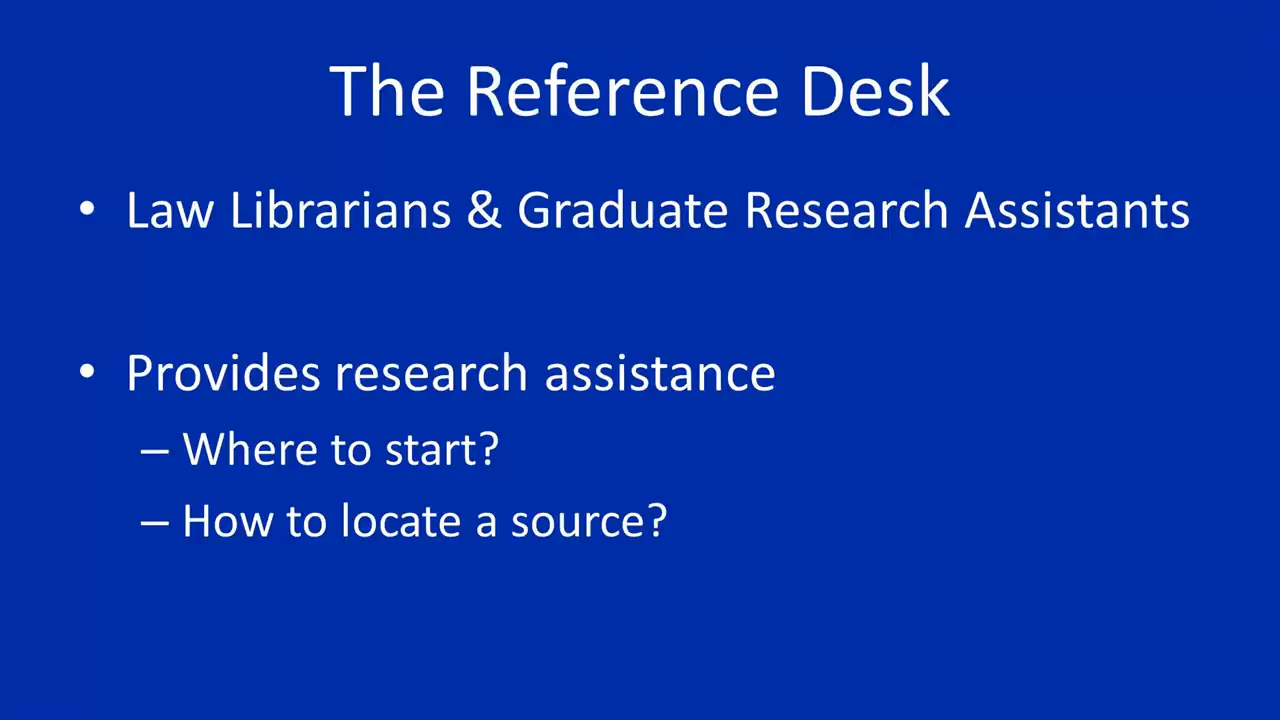 The Reference Desk
• Law Librarians & Graduate Research Assistants
• Provides research assistance
– Where to start?
– How to locate a source?